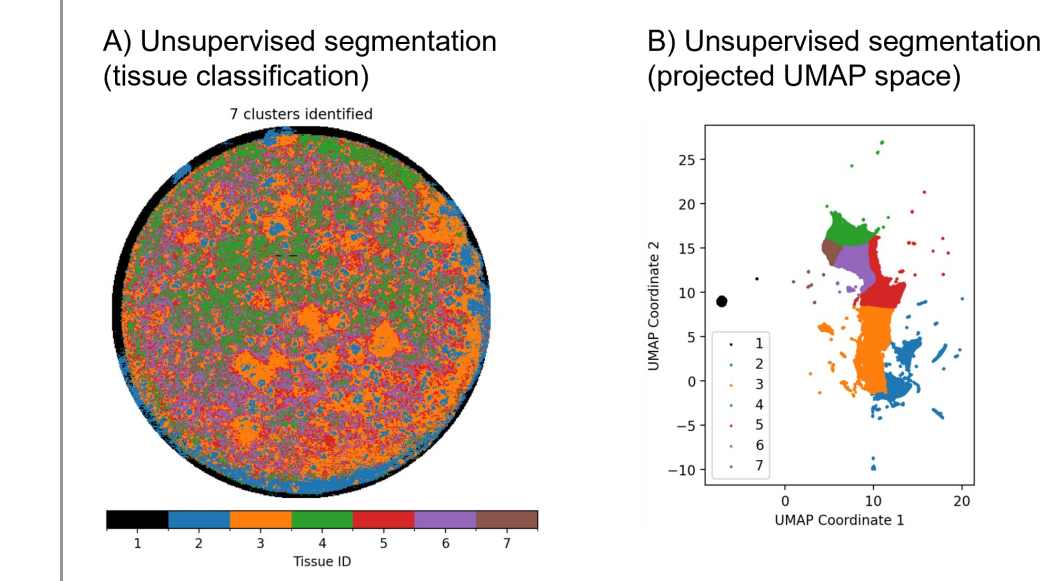 A) Unsupervised segmentation
(tissue classification)
7 clusters identified
1 2 3 4 5 6 7
Tissue ID
B) Unsupervised segmentation
(projected UMAP space)
UMAP Coordinate 2
25
20
15
10
5
0
−5
−10
1
2
3
4
5
6
7
0 10 20
UMAP Coordinate 1